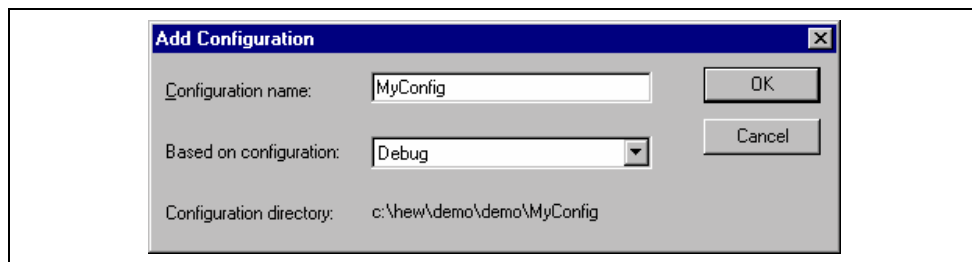 Add Configuration
Configuration name: MyConfig OK
Based on configuration: Debug Cancel
Configuration directory: c:\hew\demo\demo\MyConfig